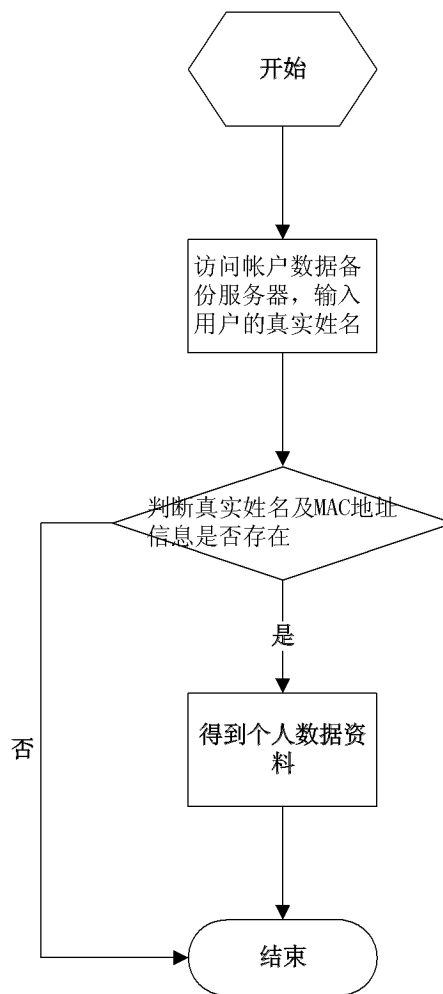 开始
访问帐户数据备
份服务器，输入
用户的真实姓名
判断真实姓名及MAC地址
信息是否存在
是
得到个人数据资
料
否
结束